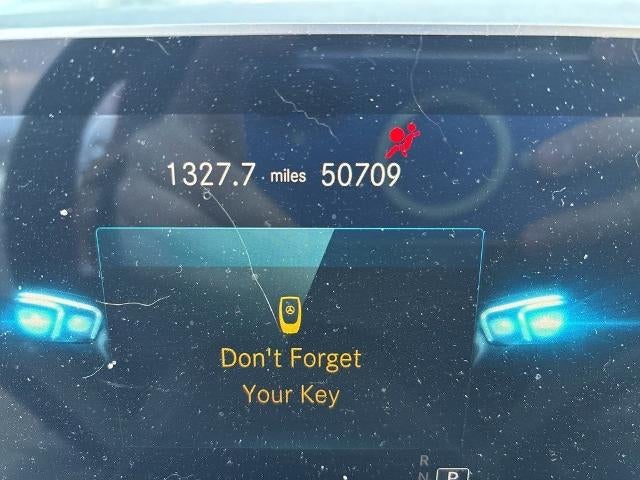 1327.7 miles 50709
Don't Forget
Your Key
R
N P